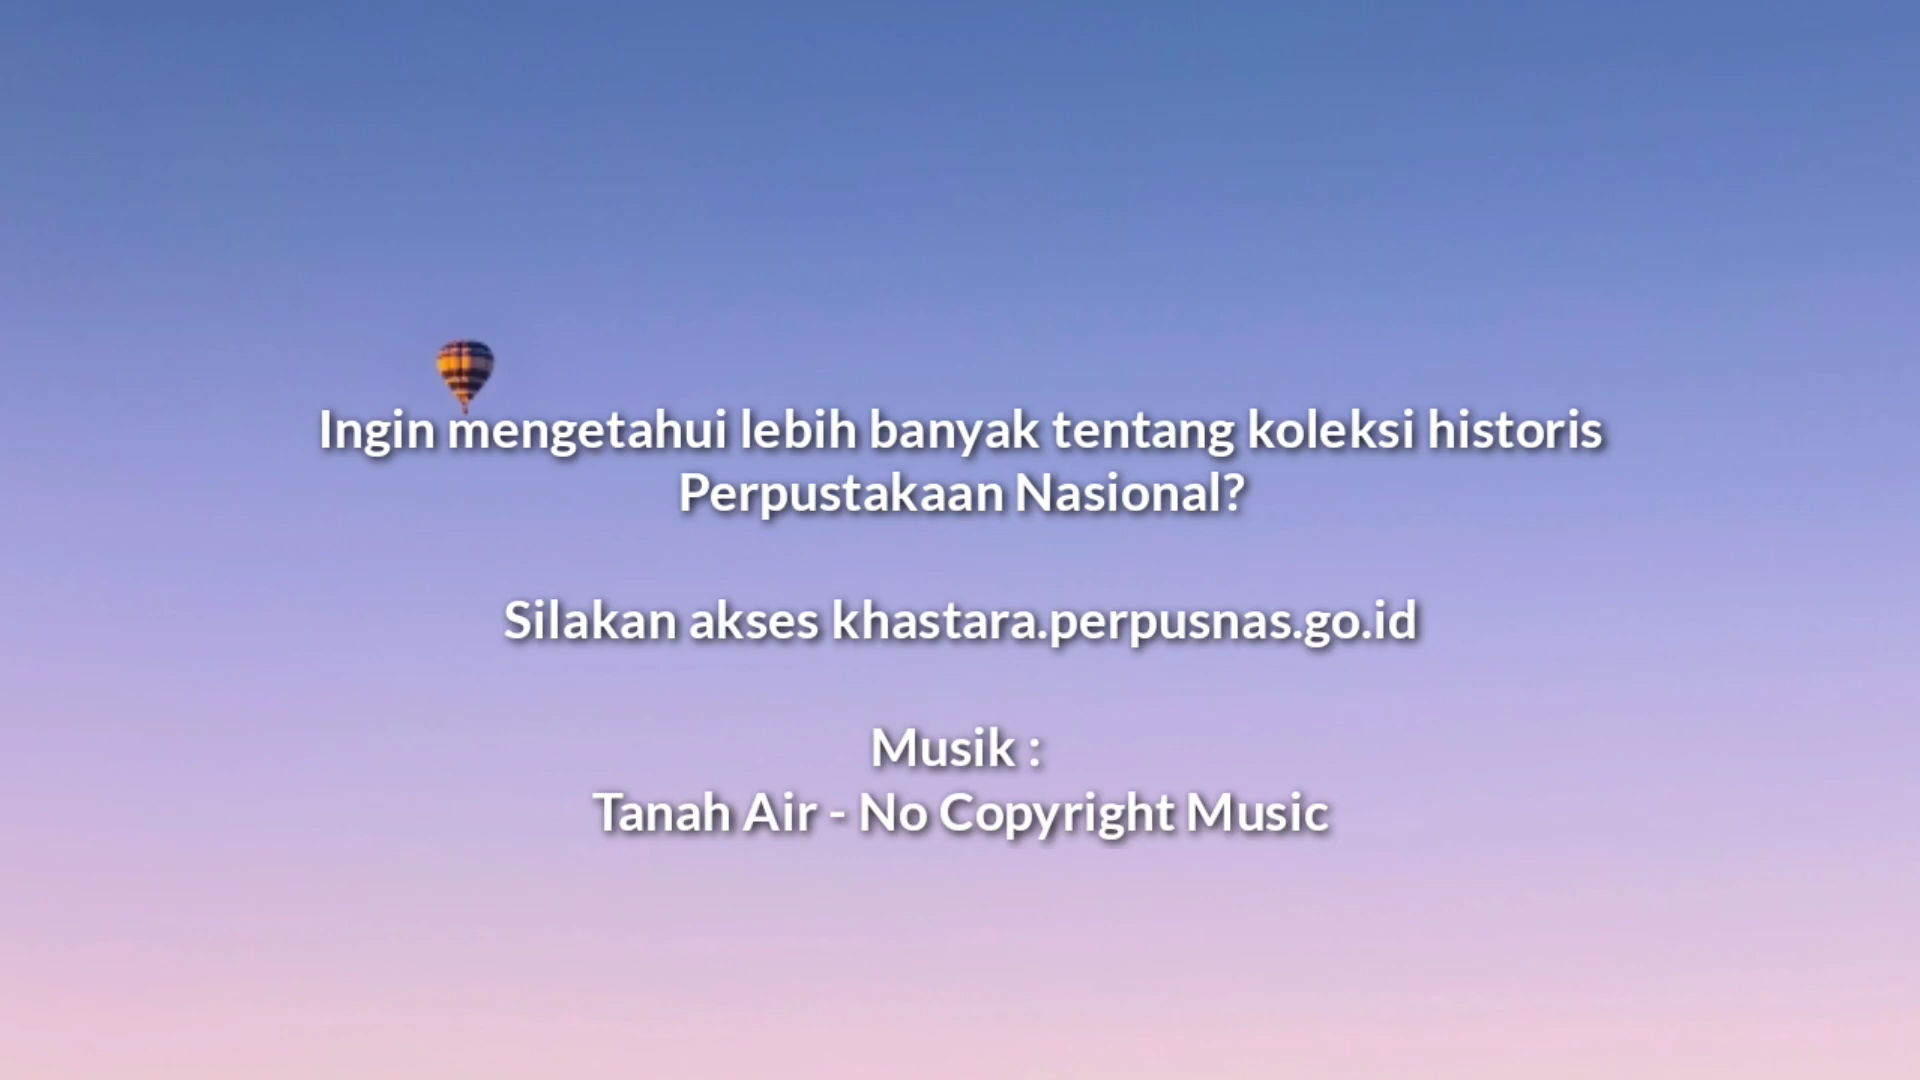 Ingin mengetahui lebih banyak tentang koleksi historis
Perpustakaan Nasional?
Silakan akses khastara.perpusnas.go.id
Musik :
Tanah Air - No Copyright Music